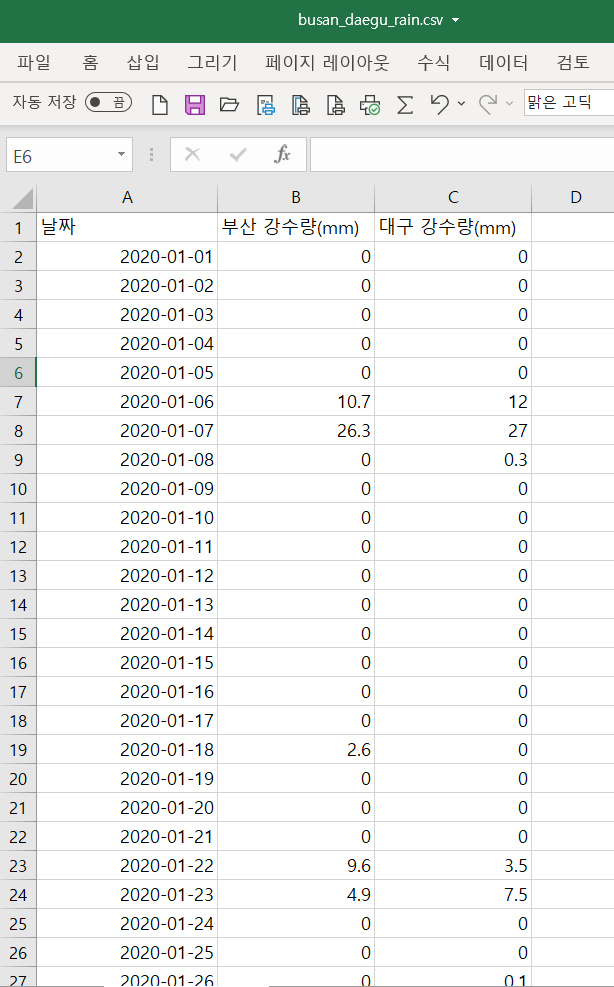 busan_daegu_rain.csv
파일 홈 삽입 그리기 페이지 레이아웃 수식 데이터 검토
자동 저장 끔 맑은 고딕
E6 fx
A B C D
1 날짜 부산 강수량(mm) 대구 강수량(mm)
2 2020-01-01 0 0
3 2020-01-02 0 0
4 2020-01-03 0 0
5 2020-01-04 0 0
6 2020-01-05 0 0
7 2020-01-06 10.7 12
8 2020-01-07 26.3 27
9 2020-01-08 0 0.3
10 2020-01-09 0 0
11 2020-01-10 0 0
12 2020-01-11 0 0
13 2020-01-12 0 0
14 2020-01-13 0 0
15 2020-01-14 0 0
16 2020-01-15 0 0
17 2020-01-16 0 0
18 2020-01-17 0 0
19 2020-01-18 2.6 0
20 2020-01-19 0 0
21 2020-01-20 0 0
22 2020-01-21 0 0
23 2020-01-22 9.6 3.5
24 2020-01-23 4.9 7.5
25 2020-01-24 0 0
26 2020-01-25 0 0
27 2020-01-26 0 0.1